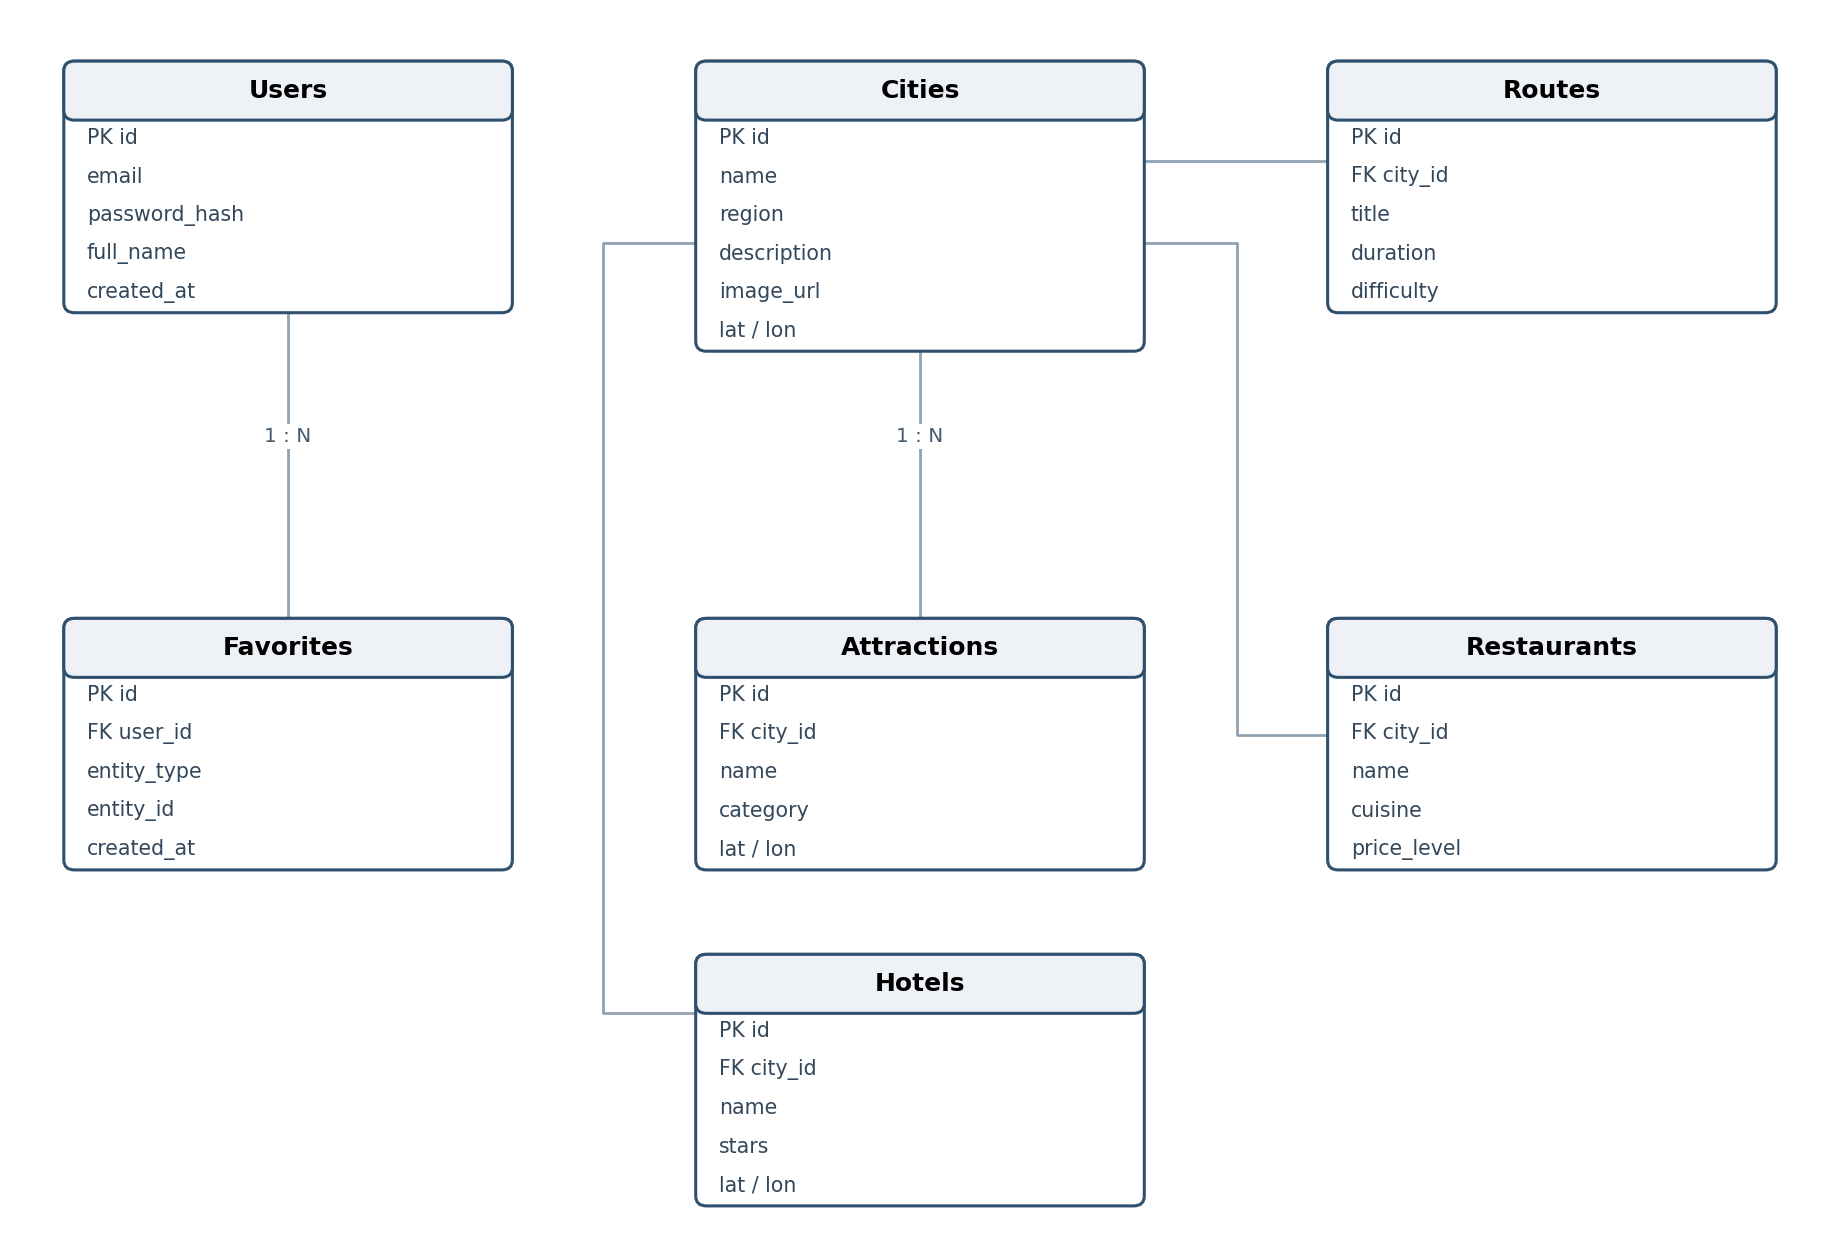 Users
PK id
email
password_hash
full_name
created_at
Cities
PK id
name
region
description
image_url
lat / lon
Routes
PK id
FK city_id
title
duration
difficulty
1 : N
1 : N
Favorites
PK id
FK user_id
entity_type
entity_id
created_at
Attractions
PK id
FK city_id
name
category
lat / lon
Restaurants
PK id
FK city_id
name
cuisine
price_level
Hotels
PK id
FK city_id
name
stars
lat / lon